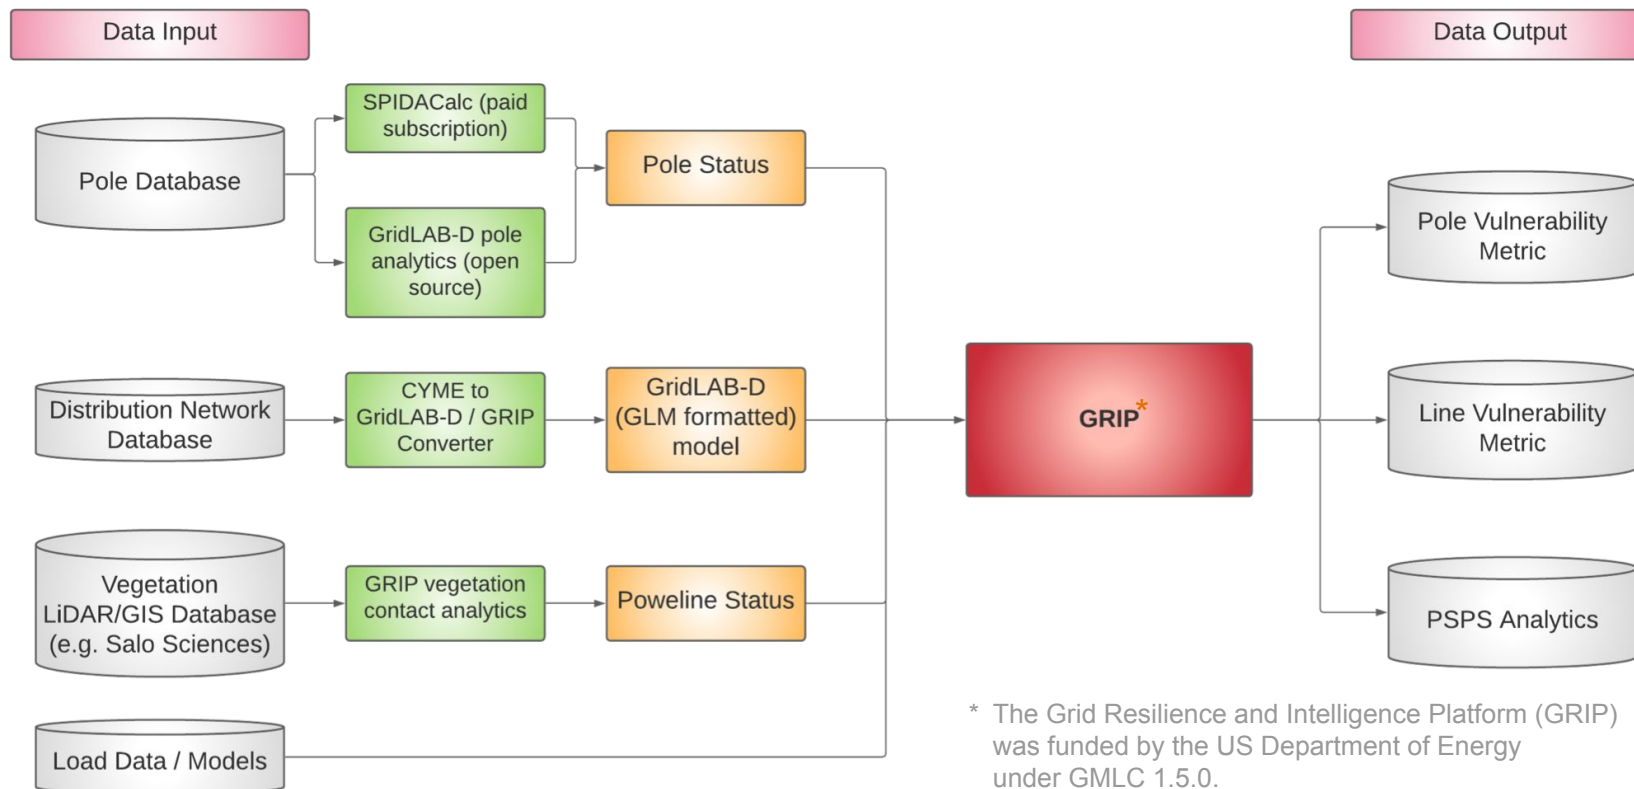 Data Input
Data Output
Pole Database
SPIDACalc (paid
subscription)
GridLAB-D pole
analytics (open
source)
Pole Status
Distribution Network
Database
CYME to
GridLAB-D / GRIP
Converter
GridLAB-D
(GLM formatted)
model
Vegetation
LiDAR/GIS Database
(e.g. Salo Sciences)
GRIP vegetation
contact analytics
Poweline Status
Load Data / Models
GRIP*
Pole Vulnerability
Metric
Line Vulnerability
Metric
PSPS Analytics
* The Grid Resilience and Intelligence Platform (GRIP)
was funded by the US Department of Energy
under GMLC 1.5.0.